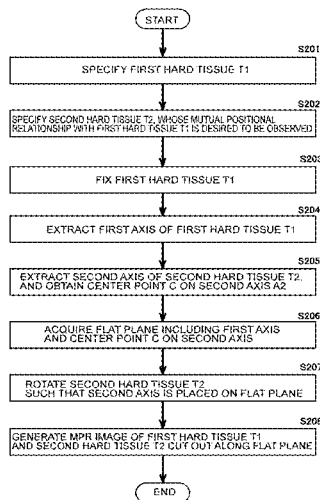 START
S201
SPECIFY FIRST HARD TISSUE T1
S202
SPECIFY SECOND HARD TISSUE T2, WHOSE MUTUAL POSITIONAL
RELATIONSHIP WITH FIRST HARD TISSUE T1 IS DESIRED TO BE OBSERVED
S203
FIX FIRST HARD TISSUE T1
S204
EXTRACT FIRST AXIS OF FIRST HARD TISSUE T1
S205
EXTRACT SECOND AXIS OF SECOND HARD TISSUE T2,
AND OBTAIN CENTER POINT C ON SECOND AXIS A2
S206
ACQUIRE FLAT PLANE INCLUDING FIRST AXIS
AND CENTER POINT C ON SECOND AXIS
S207
ROTATE SECOND HARD TISSUE T2
SUCH THAT SECOND AXIS IS PLACED ON FLAT PLANE
S208
GENERATE MPR IMAGE OF FIRST HARD TISSUE T1
AND SECOND HARD TISSUE T2 CUT OUT ALONG FLAT PLANE
END